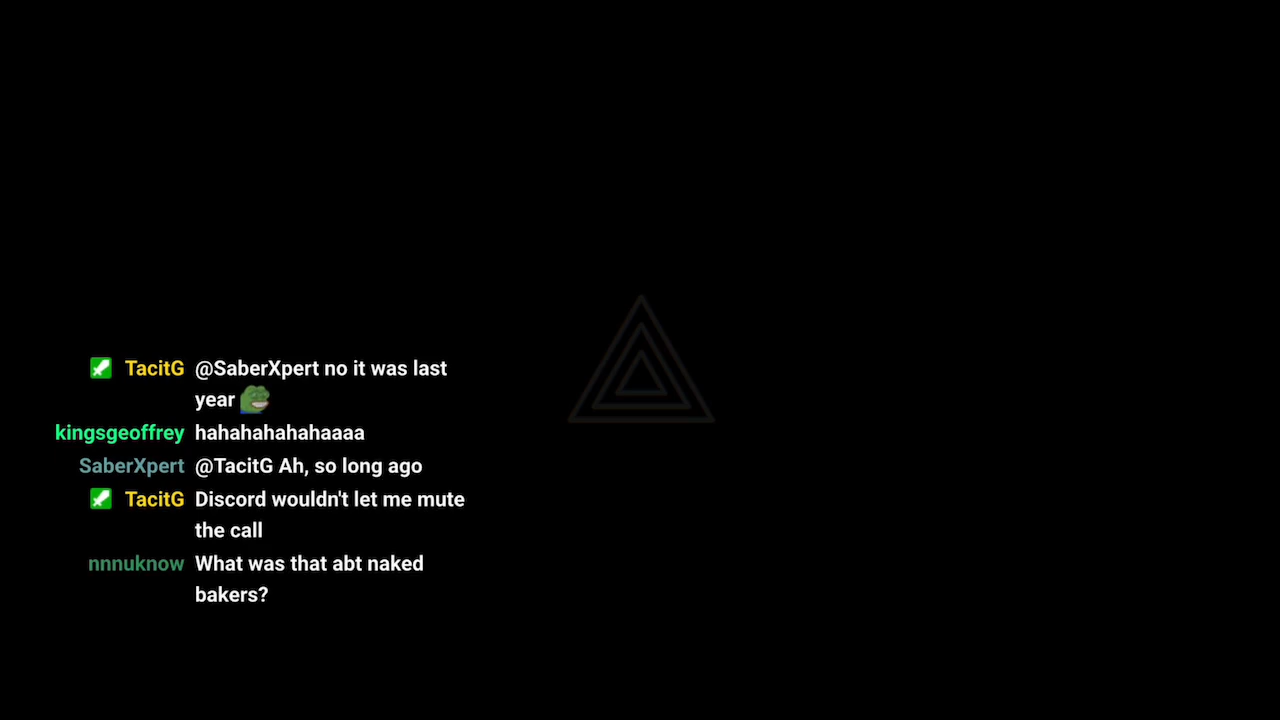 TacitG @SaberXpert no it was last
year
kingsgeoffrey hahahahahahaaaa
SaberXpert @TacitG Ah, so long ago
TacitG Discord wouldn't let me mute
the call
nnnuknow What was that abt naked
bakers?